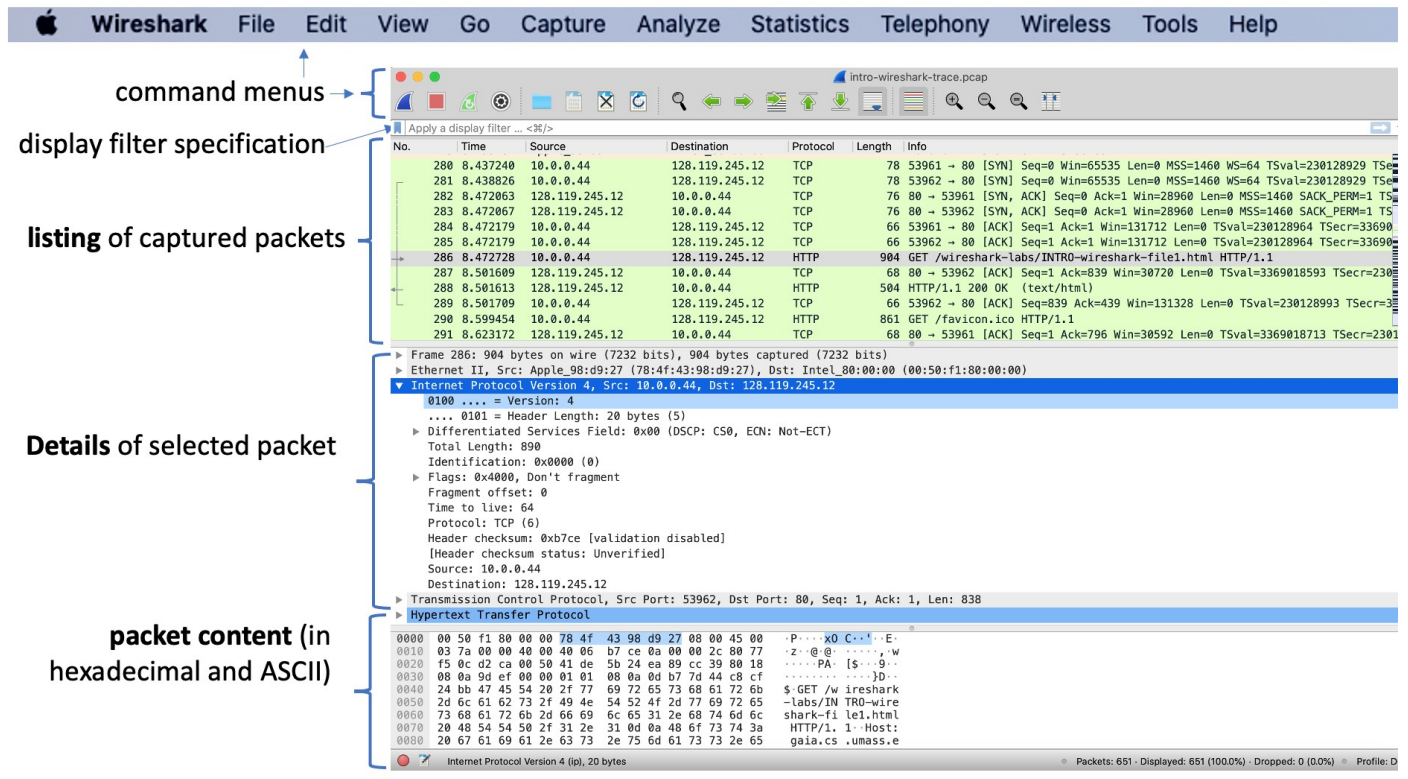 Wireshark File Edit View Go Capture Analyze Statistics Telephony Wireless Tools Help
command menus
intro-wireshark-trace.pcap
display filter specification
Apply a display filter ... <⌘/>
No. Time Source Destination Protocol Length Info
280 8.437240 10.0.0.44 128.119.245.12 TCP 78 53961 → 80 [SYN] Seq=0 Win=65535 Len=0 MSS=1460 WS=64 TSval=230128929 TSe
281 8.438826 10.0.0.44 128.119.245.12 TCP 78 53962 → 80 [SYN] Seq=0 Win=65535 Len=0 MSS=1460 WS=64 TSval=230128929 TSe
282 8.472063 128.119.245.12 10.0.0.44 TCP 76 80 → 53961 [SYN, ACK] Seq=0 Ack=1 Win=28960 Len=0 MSS=1460 SACK_PERM=1 TS
283 8.472067 128.119.245.12 10.0.0.44 TCP 76 80 → 53962 [SYN, ACK] Seq=0 Ack=1 Win=28960 Len=0 MSS=1460 SACK_PERM=1 TS
284 8.472179 10.0.0.44 128.119.245.12 TCP 66 53961 → 80 [ACK] Seq=1 Ack=1 Win=131712 Len=0 TSval=230128964 TSecr=33690
285 8.472179 10.0.0.44 128.119.245.12 TCP 66 53962 → 80 [ACK] Seq=1 Ack=1 Win=131712 Len=0 TSval=230128964 TSecr=33690
286 8.472728 10.0.0.44 128.119.245.12 HTTP 904 GET /wireshark-labs/INTRO-wireshark-file1.html HTTP/1.1
287 8.501609 128.119.245.12 10.0.0.44 TCP 68 80 → 53962 [ACK] Seq=1 Ack=839 Win=30720 Len=0 TSval=3369018593 TSecr=230
288 8.501613 128.119.245.12 10.0.0.44 HTTP 504 HTTP/1.1 200 OK (text/html)
289 8.501709 10.0.0.44 128.119.245.12 TCP 66 53962 → 80 [ACK] Seq=839 Ack=439 Win=131328 Len=0 TSval=230128993 TSecr=3
290 8.599454 10.0.0.44 128.119.245.12 HTTP 861 GET /favicon.ico HTTP/1.1
291 8.623172 128.119.245.12 10.0.0.44 TCP 68 80 → 53961 [ACK] Seq=1 Ack=796 Win=30592 Len=0 TSval=3369018713 TSecr=2301
listing of captured packets
Frame 286: 904 bytes on wire (7232 bits), 904 bytes captured (7232 bits)
Ethernet II, Src: Apple_98:d9:27 (78:4f:43:98:d9:27), Dst: Intel_80:00:00 (00:50:f1:80:00:00)
Internet Protocol Version 4, Src: 10.0.0.44, Dst: 128.119.245.12
0100 .... = Version: 4
.... 0101 = Header Length: 20 bytes (5)
Differentiated Services Field: 0x00 (DSCP: CS0, ECN: Not-ECT)
Total Length: 890
Identification: 0x0000 (0)
Flags: 0x4000, Don't fragment
Fragment offset: 0
Time to live: 64
Protocol: TCP (6)
Header checksum: 0xb7ce [validation disabled]
[Header checksum status: Unverified]
Source: 10.0.0.44
Destination: 128.119.245.12
Transmission Control Protocol, Src Port: 53962, Dst Port: 80, Seq: 1, Ack: 1, Len: 838
Hypertext Transfer Protocol
Details of selected packet
packet content (in
hexadecimal and ASCII)
0000 00 50 f1 80 00 00 78 4f 43 98 d9 27 08 00 45 00 ·P····xO C··'··E·
0010 03 7a 00 00 40 00 40 06 b7 ce 0a 00 00 2c 80 77 ·z··@·@· ·····,·w
0020 f5 0c d2 ca 00 50 41 de 5b 24 ea 89 cc 39 80 18 ·····PA· [$···9··
0030 08 0a 9d ef 00 00 01 01 08 0a 0d b7 7d 44 c8 cf ········ ····}D··
0040 24 bb 47 45 54 20 2f 77 69 72 65 73 68 61 72 6b $·GET /w ireshark
0050 2d 6c 61 62 73 2f 49 4e 54 52 4f 2d 77 69 72 65 -labs/IN TRO-wire
0060 73 68 61 72 6b 2d 66 69 6c 65 31 2e 68 74 6d 6c shark-fi le1.html
0070 20 48 54 54 50 2f 31 2e 31 0d 0a 48 6f 73 74 3a HTTP/1. 1··Host:
0080 20 67 61 69 61 2e 63 73 2e 75 6d 61 73 73 2e 65 gaia.cs .umass.e
Internet Protocol Version 4 (ip), 20 bytes
Packets: 651 · Displayed: 651 (100.0%) · Dropped: 0 (0.0%) Profile: D